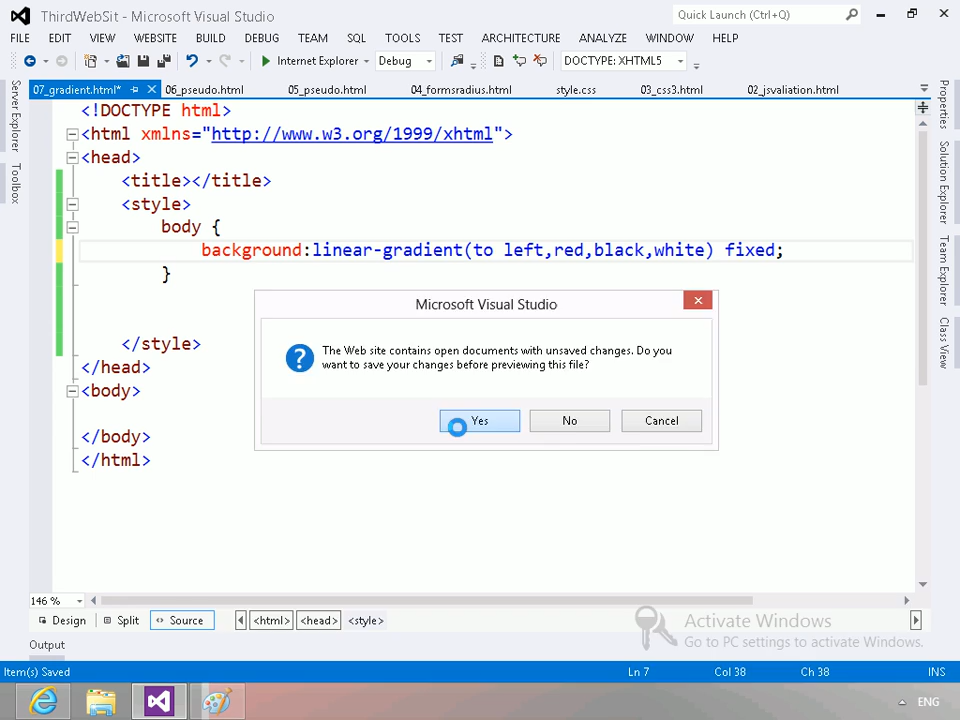 ThirdWebSit - Microsoft Visual Studio
Quick Launch (Ctrl+Q)
FILE EDIT VIEW WEBSITE BUILD DEBUG TEAM SQL TOOLS TEST ARCHITECTURE ANALYZE WINDOW HELP
Internet Explorer Debug DOCTYPE: XHTML5
07_gradient.html* 06_pseudo.html 05_pseudo.html 04_formsradius.html style.css 03_css3.html 02_jsvaliation.html
Server Explorer
Toolbox
Properties
Solution Explorer
Team Explorer
Class View
<!DOCTYPE html>
<html xmlns="http://www.w3.org/1999/xhtml">
<head>
<title></title>
<style>
body {
background:linear-gradient(to left,red,black,white) fixed;
}
</style>
</head>
<body>
</body>
</html>
Microsoft Visual Studio
The Web site contains open documents with unsaved changes. Do you
want to save your changes before previewing this file?
Yes No Cancel
146 %
Design Split Source <html> <head> <style>
Activate Windows
Go to PC settings to activate Windows.
Output
Item(s) Saved Ln 7 Col 38 Ch 38 INS
ENG